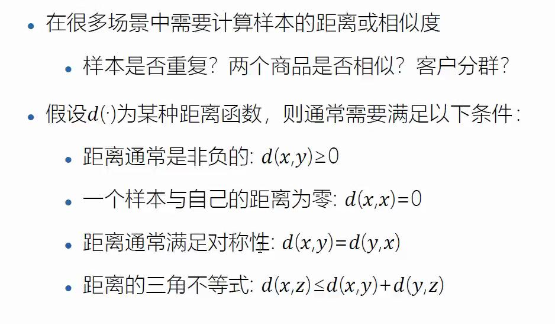 • 在很多场景中需要计算样本的距离或相似度
• 样本是否重复？两个商品是否相似？客户分群？
• 假设d(·)为某种距离函数，则通常需要满足以下条件：
• 距离通常是非负的: d(x,y)≥0
• 一个样本与自己的距离为零: d(x,x)=0
• 距离通常满足对称性: d(x,y)=d(y,x)
• 距离的三角不等式: d(x,z)≤d(x,y)+d(y,z)